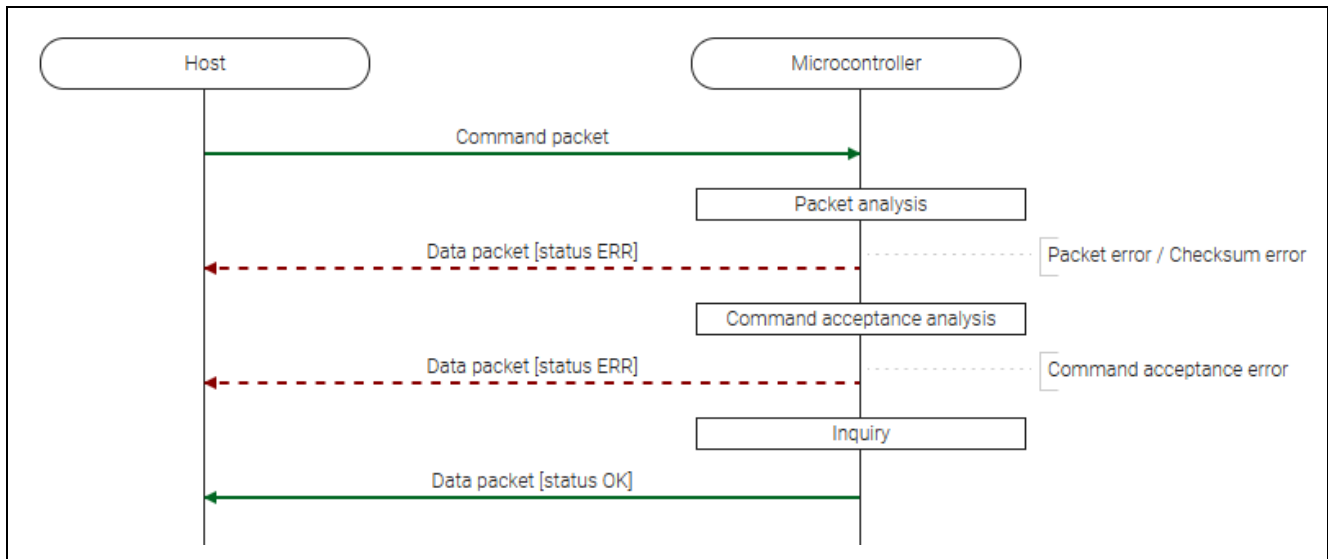 Host
Microcontroller
Command packet
Packet analysis
Data packet [status ERR]
Packet error / Checksum error
Command acceptance analysis
Data packet [status ERR]
Command acceptance error
Inquiry
Data packet [status OK]